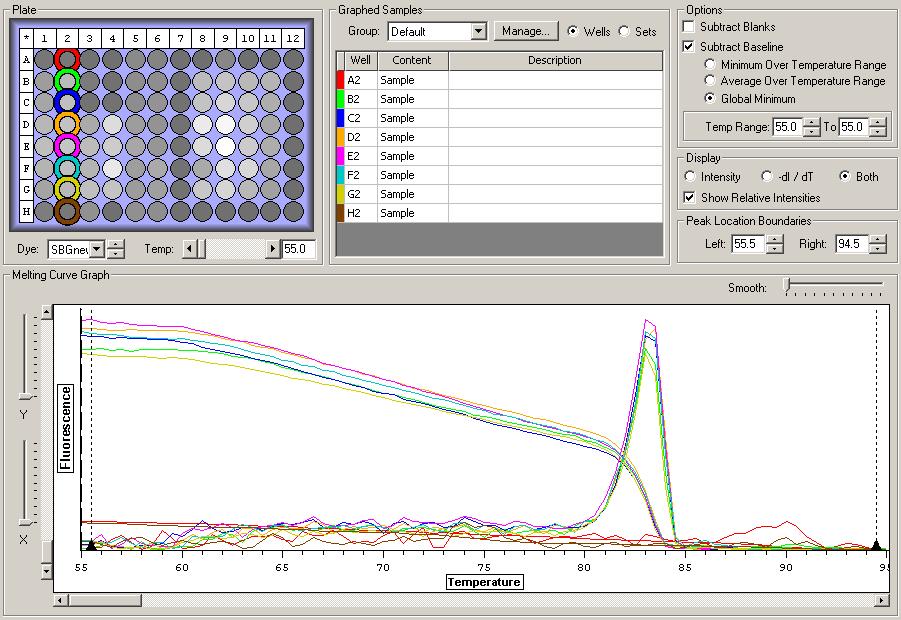 Plate
* 1 2 3 4 5 6 7 8 9 10 11 12
A
B
C
D
E
F
G
H
Dye: SBGnew Temp: 55.0
Graphed Samples
Group: Default Manage... Wells Sets
Well Content Description
A2 Sample
B2 Sample
C2 Sample
D2 Sample
E2 Sample
F2 Sample
G2 Sample
H2 Sample
Options
Subtract Blanks
Subtract Baseline
Minimum Over Temperature Range
Average Over Temperature Range
Global Minimum
Temp Range: 55.0 To 55.0
Display
Intensity -dI / dT Both
Show Relative Intensities
Peak Location Boundaries
Left: 55.5 Right: 94.5
Melting Curve Graph
Smooth:
Y
X
Fluorescence
55 60 65 70 75 80 85 90 95
Temperature